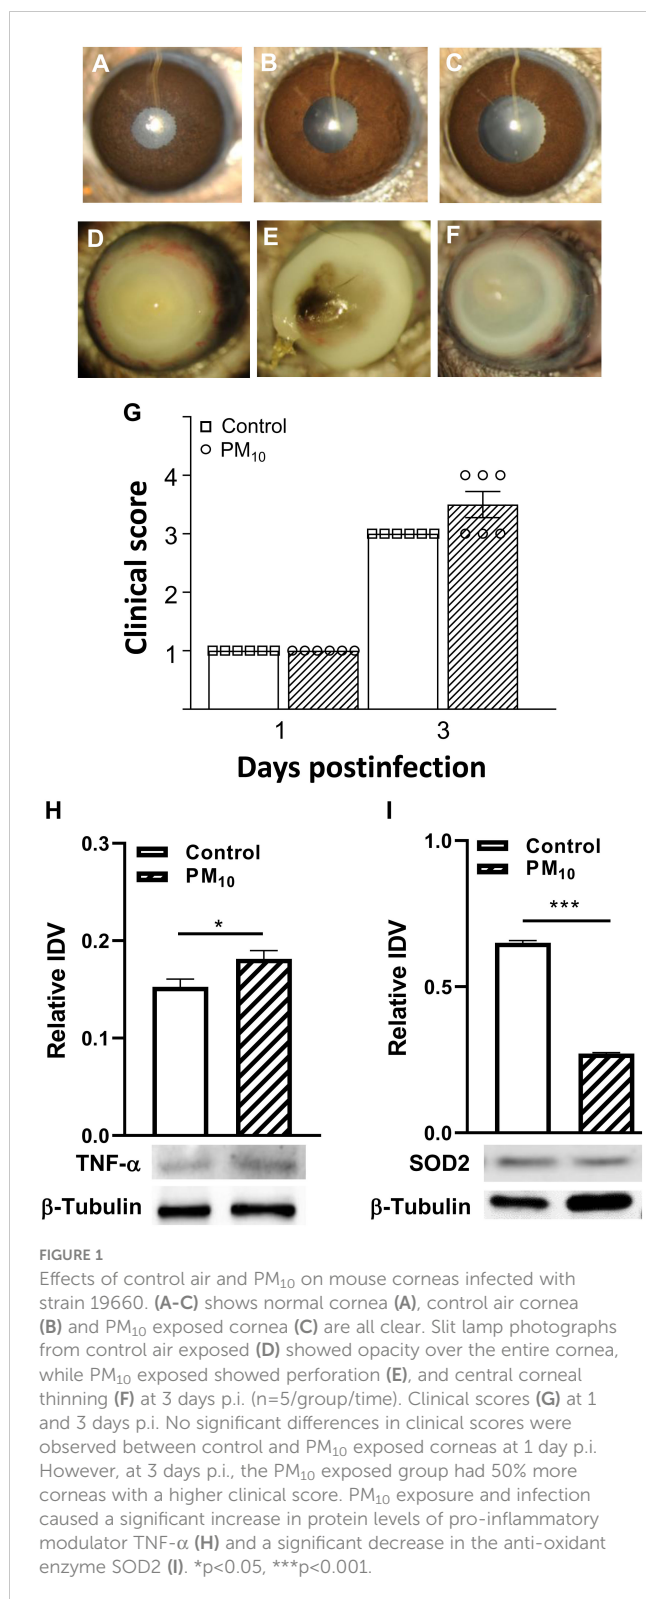 A
B
C
D
E
F
G
Control
PM₁₀
4
3
2
1
Clinical score
1
3
Days postinfection
H
0.3
0.2
0.1
0.0
Relative IDV
Control
PM₁₀
*
TNF-α
β-Tubulin
I
1.0
0.5
0.0
Relative IDV
Control
PM₁₀
***
SOD2
β-Tubulin
FIGURE 1
Effects of control air and PM₁₀ on mouse corneas infected with
strain 19660. (A-C) shows normal cornea (A), control air cornea
(B) and PM₁₀ exposed cornea (C) are all clear. Slit lamp photographs
from control air exposed (D) showed opacity over the entire cornea,
while PM₁₀ exposed showed perforation (E), and central corneal
thinning (F) at 3 days p.i. (n=5/group/time). Clinical scores (G) at 1
and 3 days p.i. No significant differences in clinical scores were
observed between control and PM₁₀ exposed corneas at 1 day p.i.
However, at 3 days p.i., the PM₁₀ exposed group had 50% more
corneas with a higher clinical score. PM₁₀ exposure and infection
caused a significant increase in protein levels of pro-inflammatory
modulator TNF-α (H) and a significant decrease in the anti-oxidant
enzyme SOD2 (I). *p<0.05, ***p<0.001.